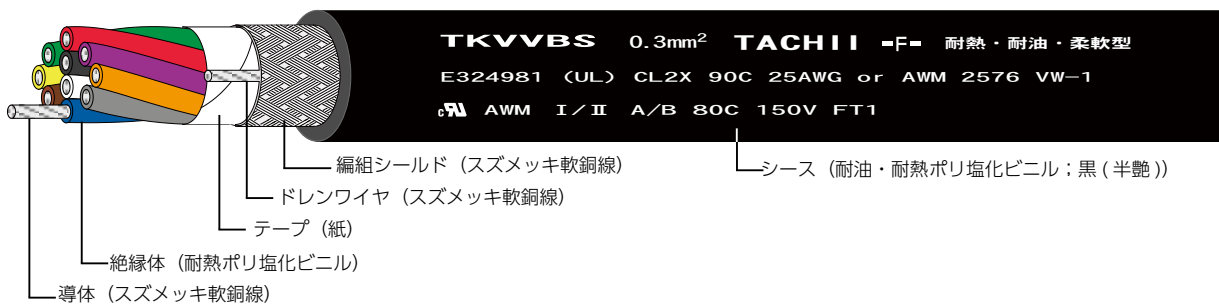 TKVVBS 0.3mm² TACHII =F= 耐熱・耐油・柔軟型
E324981 (UL) CL2X 90C 25AWG or AWM 2576 VW-1
cRU AWM I/II A/B 80C 150V FT1
編組シールド（スズメッキ軟銅線）
シース（耐油・耐熱ポリ塩化ビニル；黒(半艶)）
ドレンワイヤ（スズメッキ軟銅線）
テープ（紙）
絶縁体（耐熱ポリ塩化ビニル）
導体（スズメッキ軟銅線）